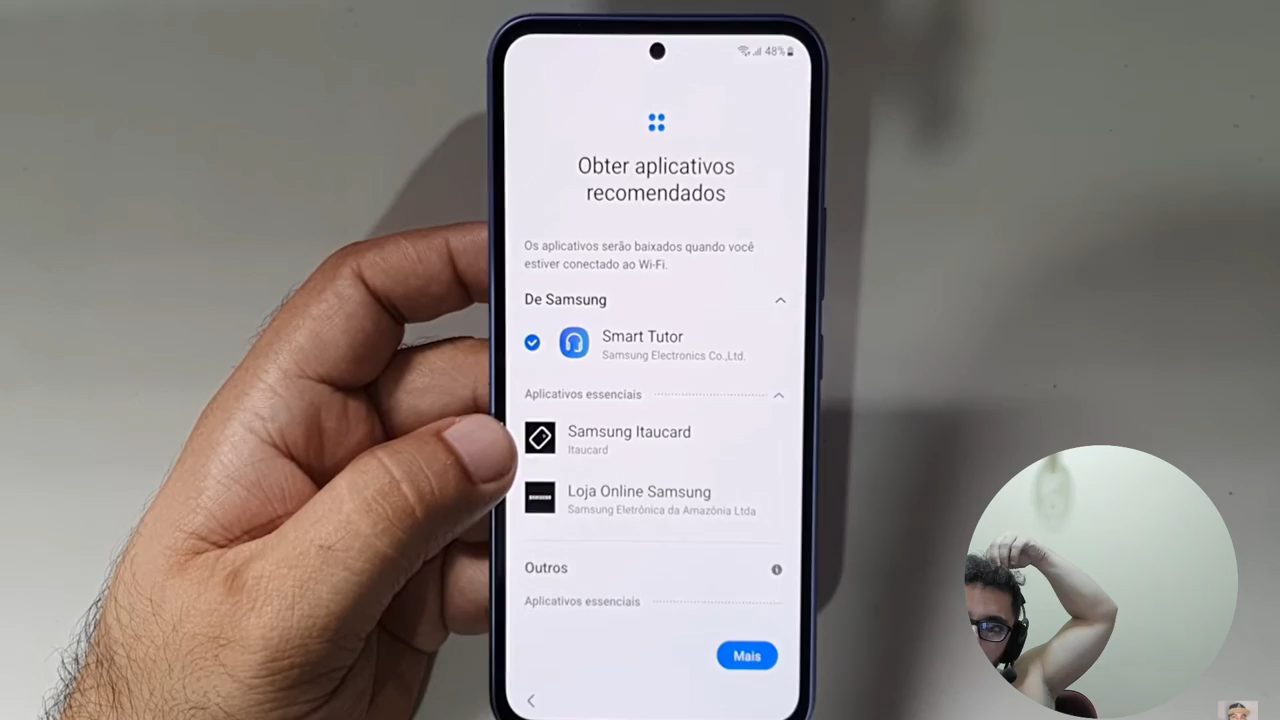 48%
Obter aplicativos
recomendados
Os aplicativos serão baixados quando você
estiver conectado ao Wi-Fi.
De Samsung
Smart Tutor
Samsung Electronics Co.,Ltd.
Aplicativos essenciais
Samsung Itaucard
Itaucard
Loja Online Samsung
SAMSUNG
Samsung Eletrônica da Amazónia Ltda
Outros
Aplicativos essenciais
Mais